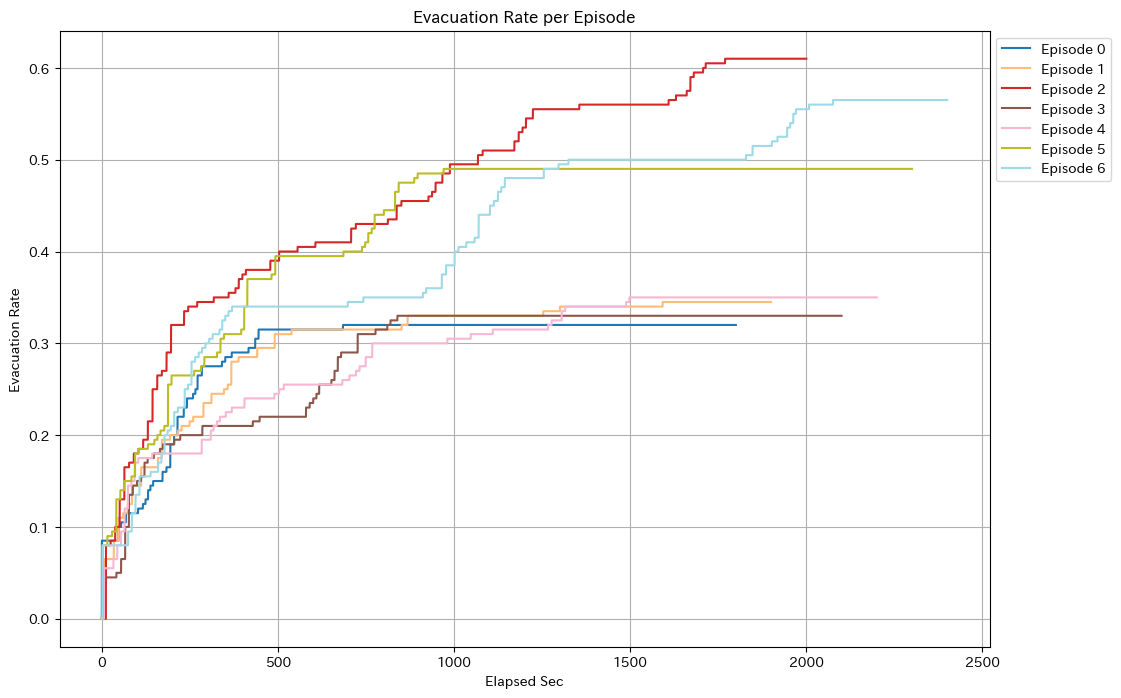 Evacuation Rate per Episode
Evacuation Rate
0.6
0.5
0.4
0.3
0.2
0.1
0.0
0
500
1000
1500
2000
2500
Elapsed Sec
Episode 0
Episode 1
Episode 2
Episode 3
Episode 4
Episode 5
Episode 6